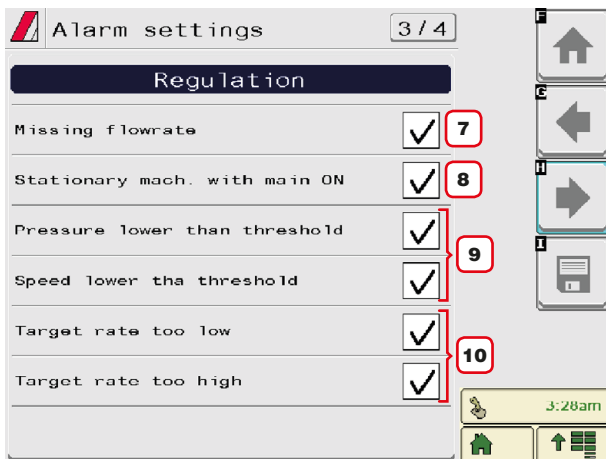 Alarm settings 3/4
Regulation
Missing flowrate 7
Stationary mach. with main ON 8
Pressure lower than threshold
9
Speed lower tha threshold
Target rate too low
10
Target rate too high
F
G
H
I
3:28am